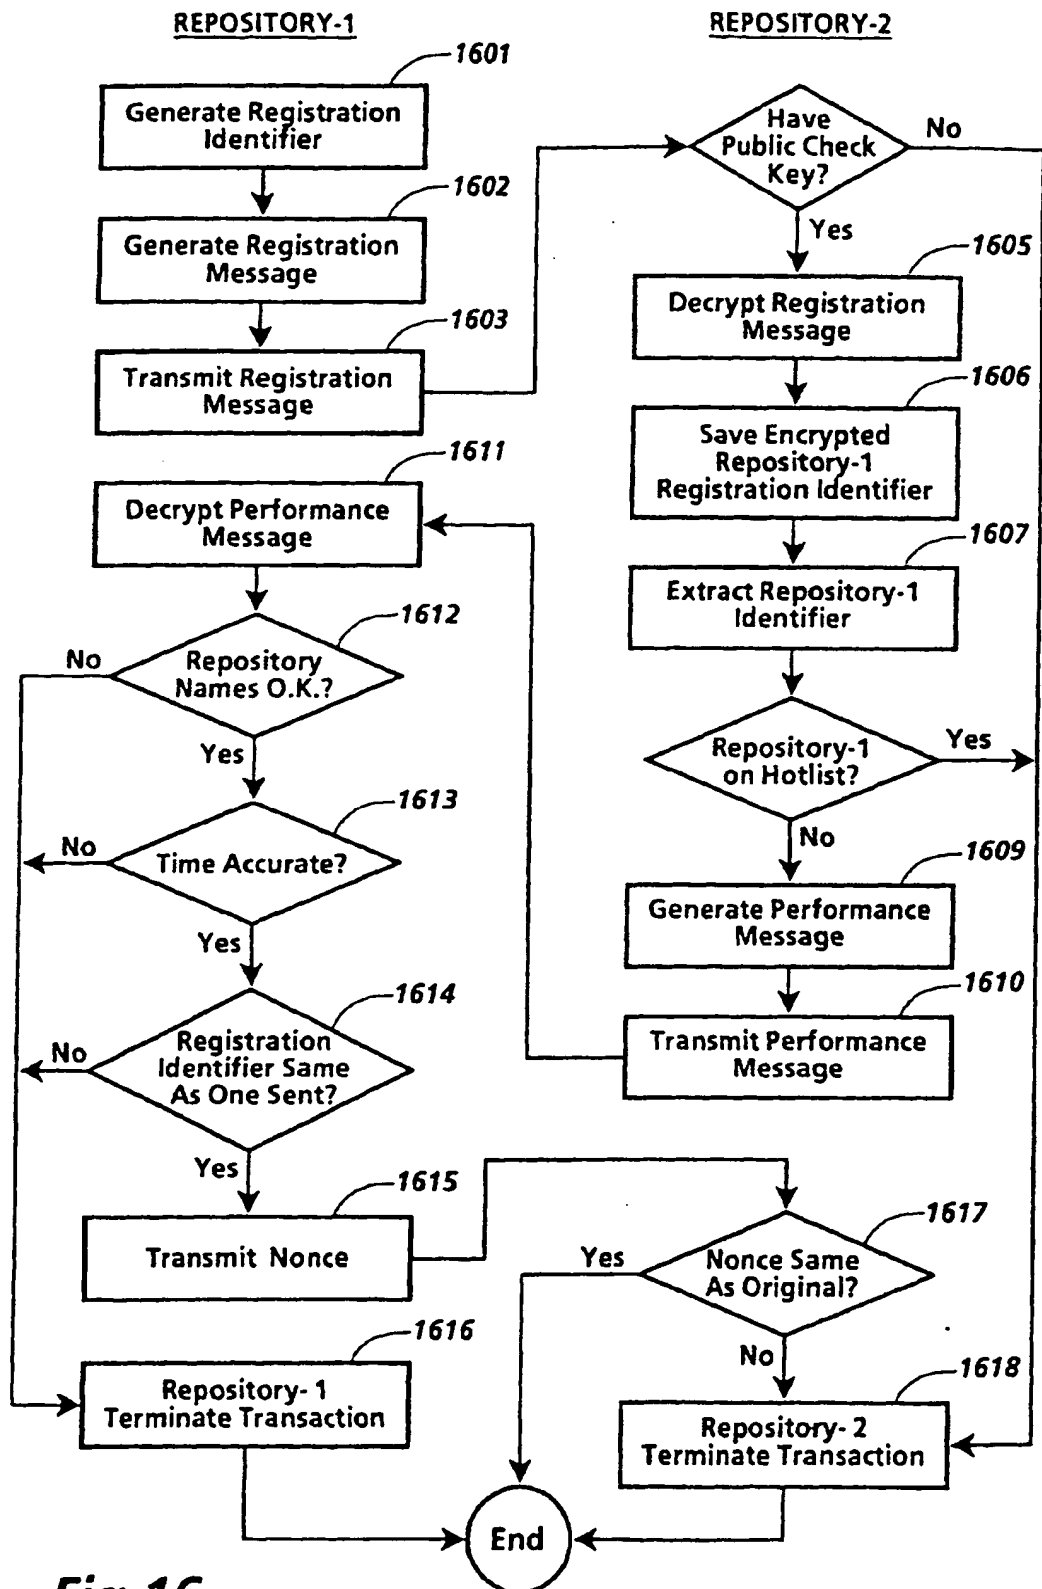 REPOSITORY-1
REPOSITORY-2
1601
Generate Registration
Identifier
1602
Generate Registration
Message
1603
Transmit Registration
Message
Have
Public Check
Key?
No
Yes
1605
Decrypt Registration
Message
1606
Save Encrypted
Repository-1
Registration Identifier
1607
Extract Repository-1
Identifier
Repository-1
on Hotlist?
Yes
No
1609
Generate Performance
Message
1610
Transmit Performance
Message
1611
Decrypt Performance
Message
1612
Repository
Names O.K.?
No
Yes
1613
Time Accurate?
No
Yes
1614
Registration
Identifier Same
As One Sent?
No
Yes
1615
Transmit Nonce
1617
Nonce Same
As Original?
Yes
No
1616
Repository- 1
Terminate Transaction
1618
Repository- 2
Terminate Transaction
End
Fig.16